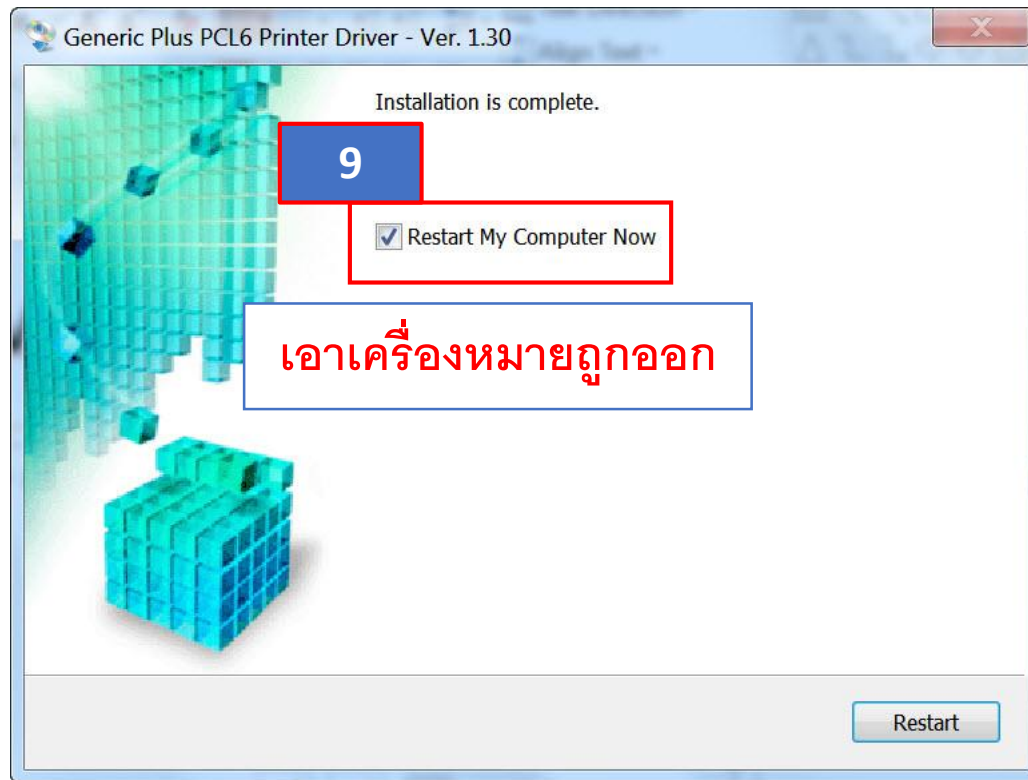 Generic Plus PCL6 Printer Driver - Ver. 1.30
Installation is complete.
9
Restart My Computer Now
เอาเครื่องหมายถูกออก
Restart